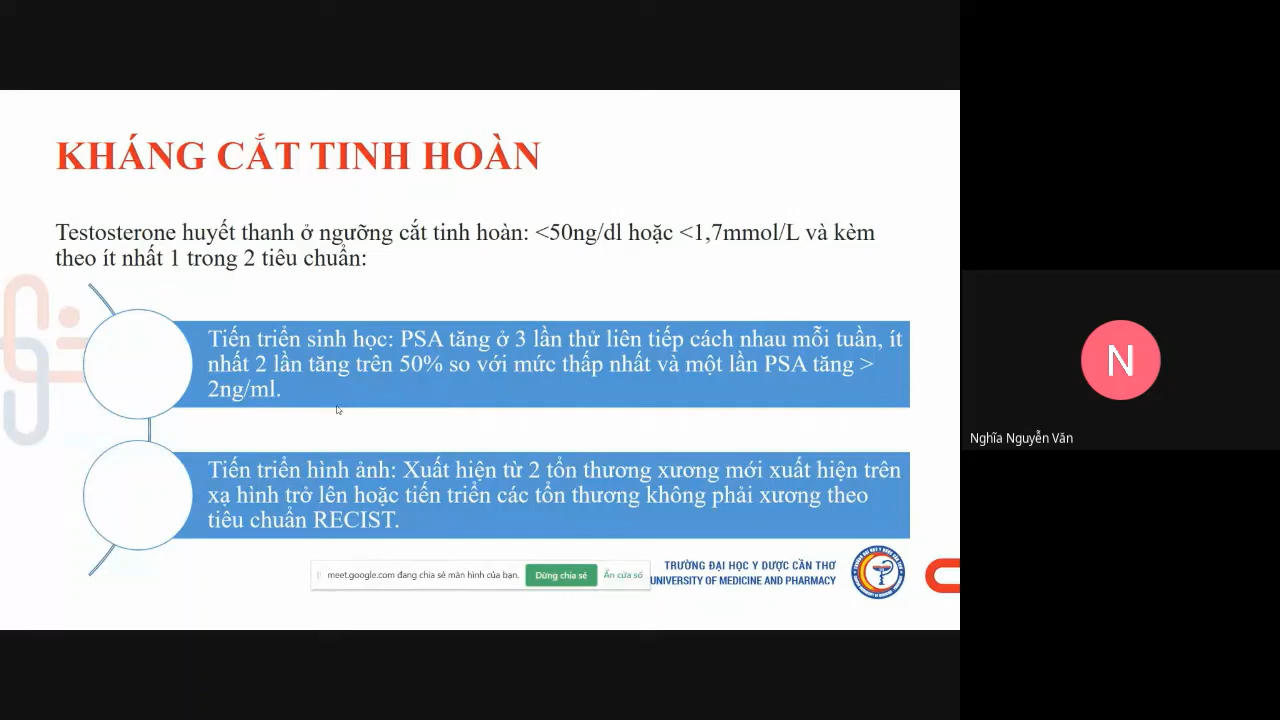 KHÁNG CẮT TINH HOÀN
Testosterone huyết thanh ở ngưỡng cắt tinh hoàn: <50ng/dl hoặc <1,7mmol/L và kèm
theo ít nhất 1 trong 2 tiêu chuẩn:
Tiến triển sinh học: PSA tăng ở 3 lần thử liên tiếp cách nhau mỗi tuần, ít
nhất 2 lần tăng trên 50% so với mức thấp nhất và một lần PSA tăng >
2ng/ml.
Tiến triển hình ảnh: Xuất hiện từ 2 tổn thương xương mới xuất hiện trên
xạ hình trở lên hoặc tiến triển các tổn thương không phải xương theo
tiêu chuẩn RECIST.
meet.google.com đang chia sẻ màn hình của bạn.
Dừng chia sẻ
Ẩn cửa sổ
TRƯỜNG ĐẠI HỌC Y DƯỢC CẦN THƠ
UNIVERSITY OF MEDICINE AND PHARMACY
N
Nghĩa Nguyễn Văn